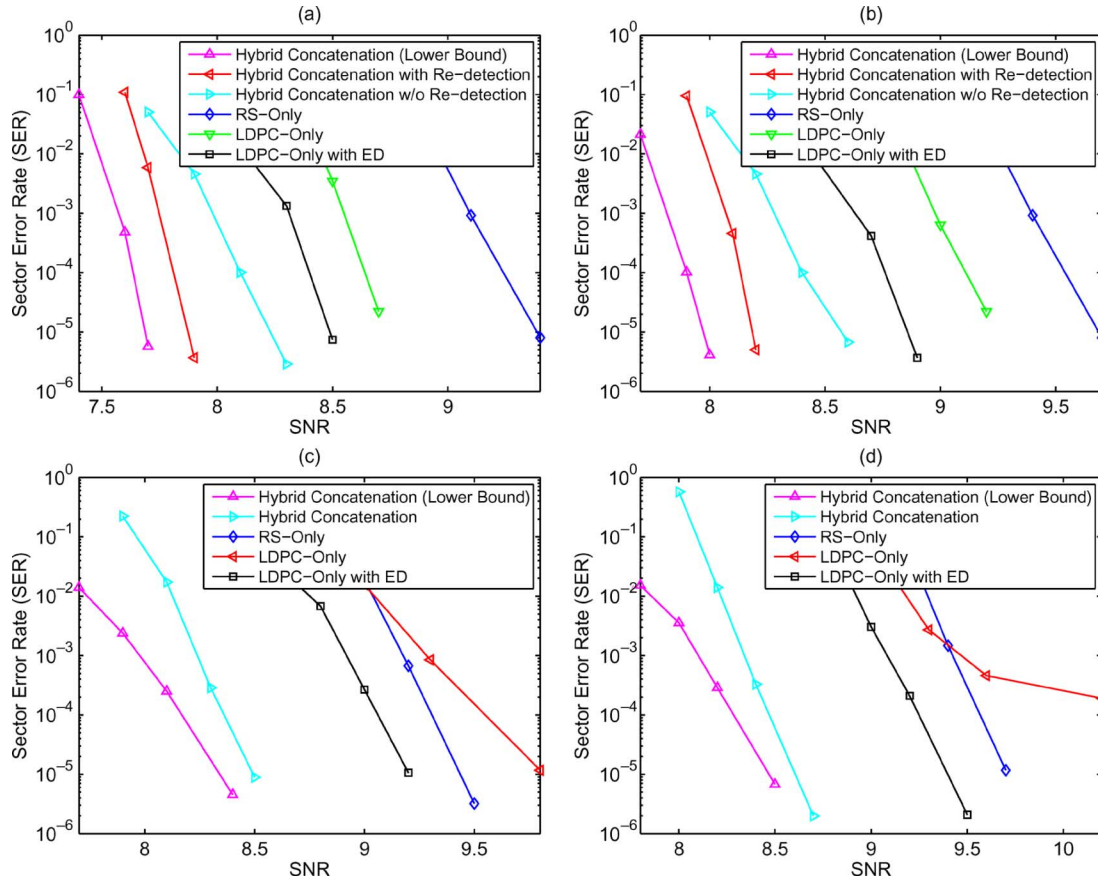 (a)
10^0
10^-1
10^-2
10^-3
10^-4
10^-5
10^-6
Sector Error Rate (SER)
Hybrid Concatenation (Lower Bound)
Hybrid Concatenation with Re-detection
Hybrid Concatenation w/o Re-detection
RS-Only
LDPC-Only
LDPC-Only with ED
7.5 8 8.5 9
SNR
(b)
10^0
10^-1
10^-2
10^-3
10^-4
10^-5
10^-6
Sector Error Rate (SER)
Hybrid Concatenation (Lower Bound)
Hybrid Concatenation with Re-detection
Hybrid Concatenation w/o Re-detection
RS-Only
LDPC-Only
LDPC-Only with ED
8 8.5 9 9.5
SNR
(c)
10^0
10^-1
10^-2
10^-3
10^-4
10^-5
10^-6
Sector Error Rate (SER)
Hybrid Concatenation (Lower Bound)
Hybrid Concatenation
RS-Only
LDPC-Only
LDPC-Only with ED
8 8.5 9 9.5
SNR
(d)
10^0
10^-1
10^-2
10^-3
10^-4
10^-5
10^-6
Sector Error Rate (SER)
Hybrid Concatenation (Lower Bound)
Hybrid Concatenation
RS-Only
LDPC-Only
LDPC-Only with ED
8 8.5 9 9.5 10
SNR